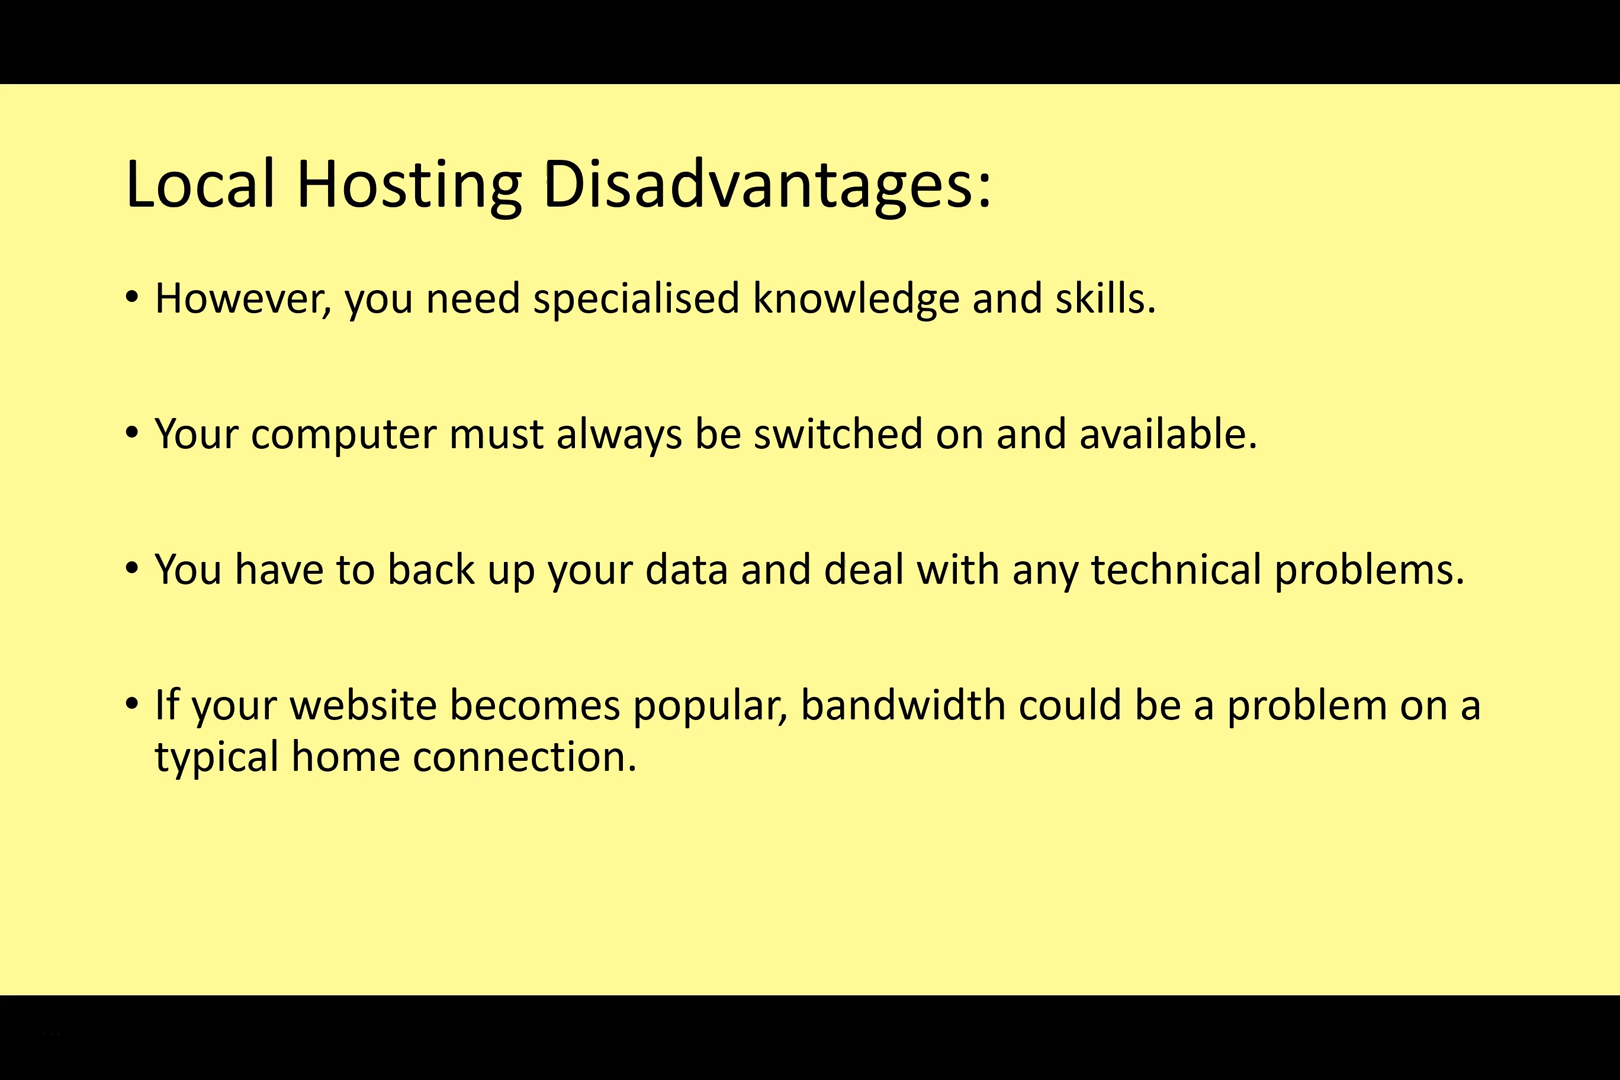 Local Hosting Disadvantages:
• However, you need specialised knowledge and skills.
• Your computer must always be switched on and available.
• You have to back up your data and deal with any technical problems.
• If your website becomes popular, bandwidth could be a problem on a
typical home connection.